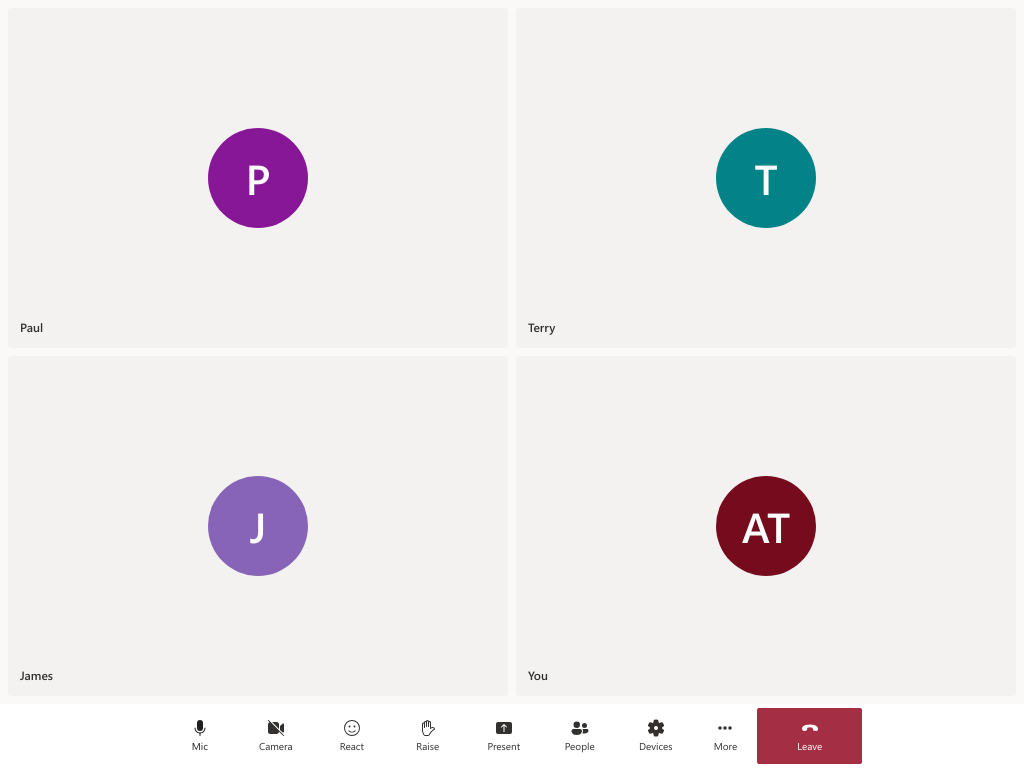 P
T
Paul
Terry
J
AT
James
You
Mic
Camera
React
Raise
Present
People
Devices
More
Leave